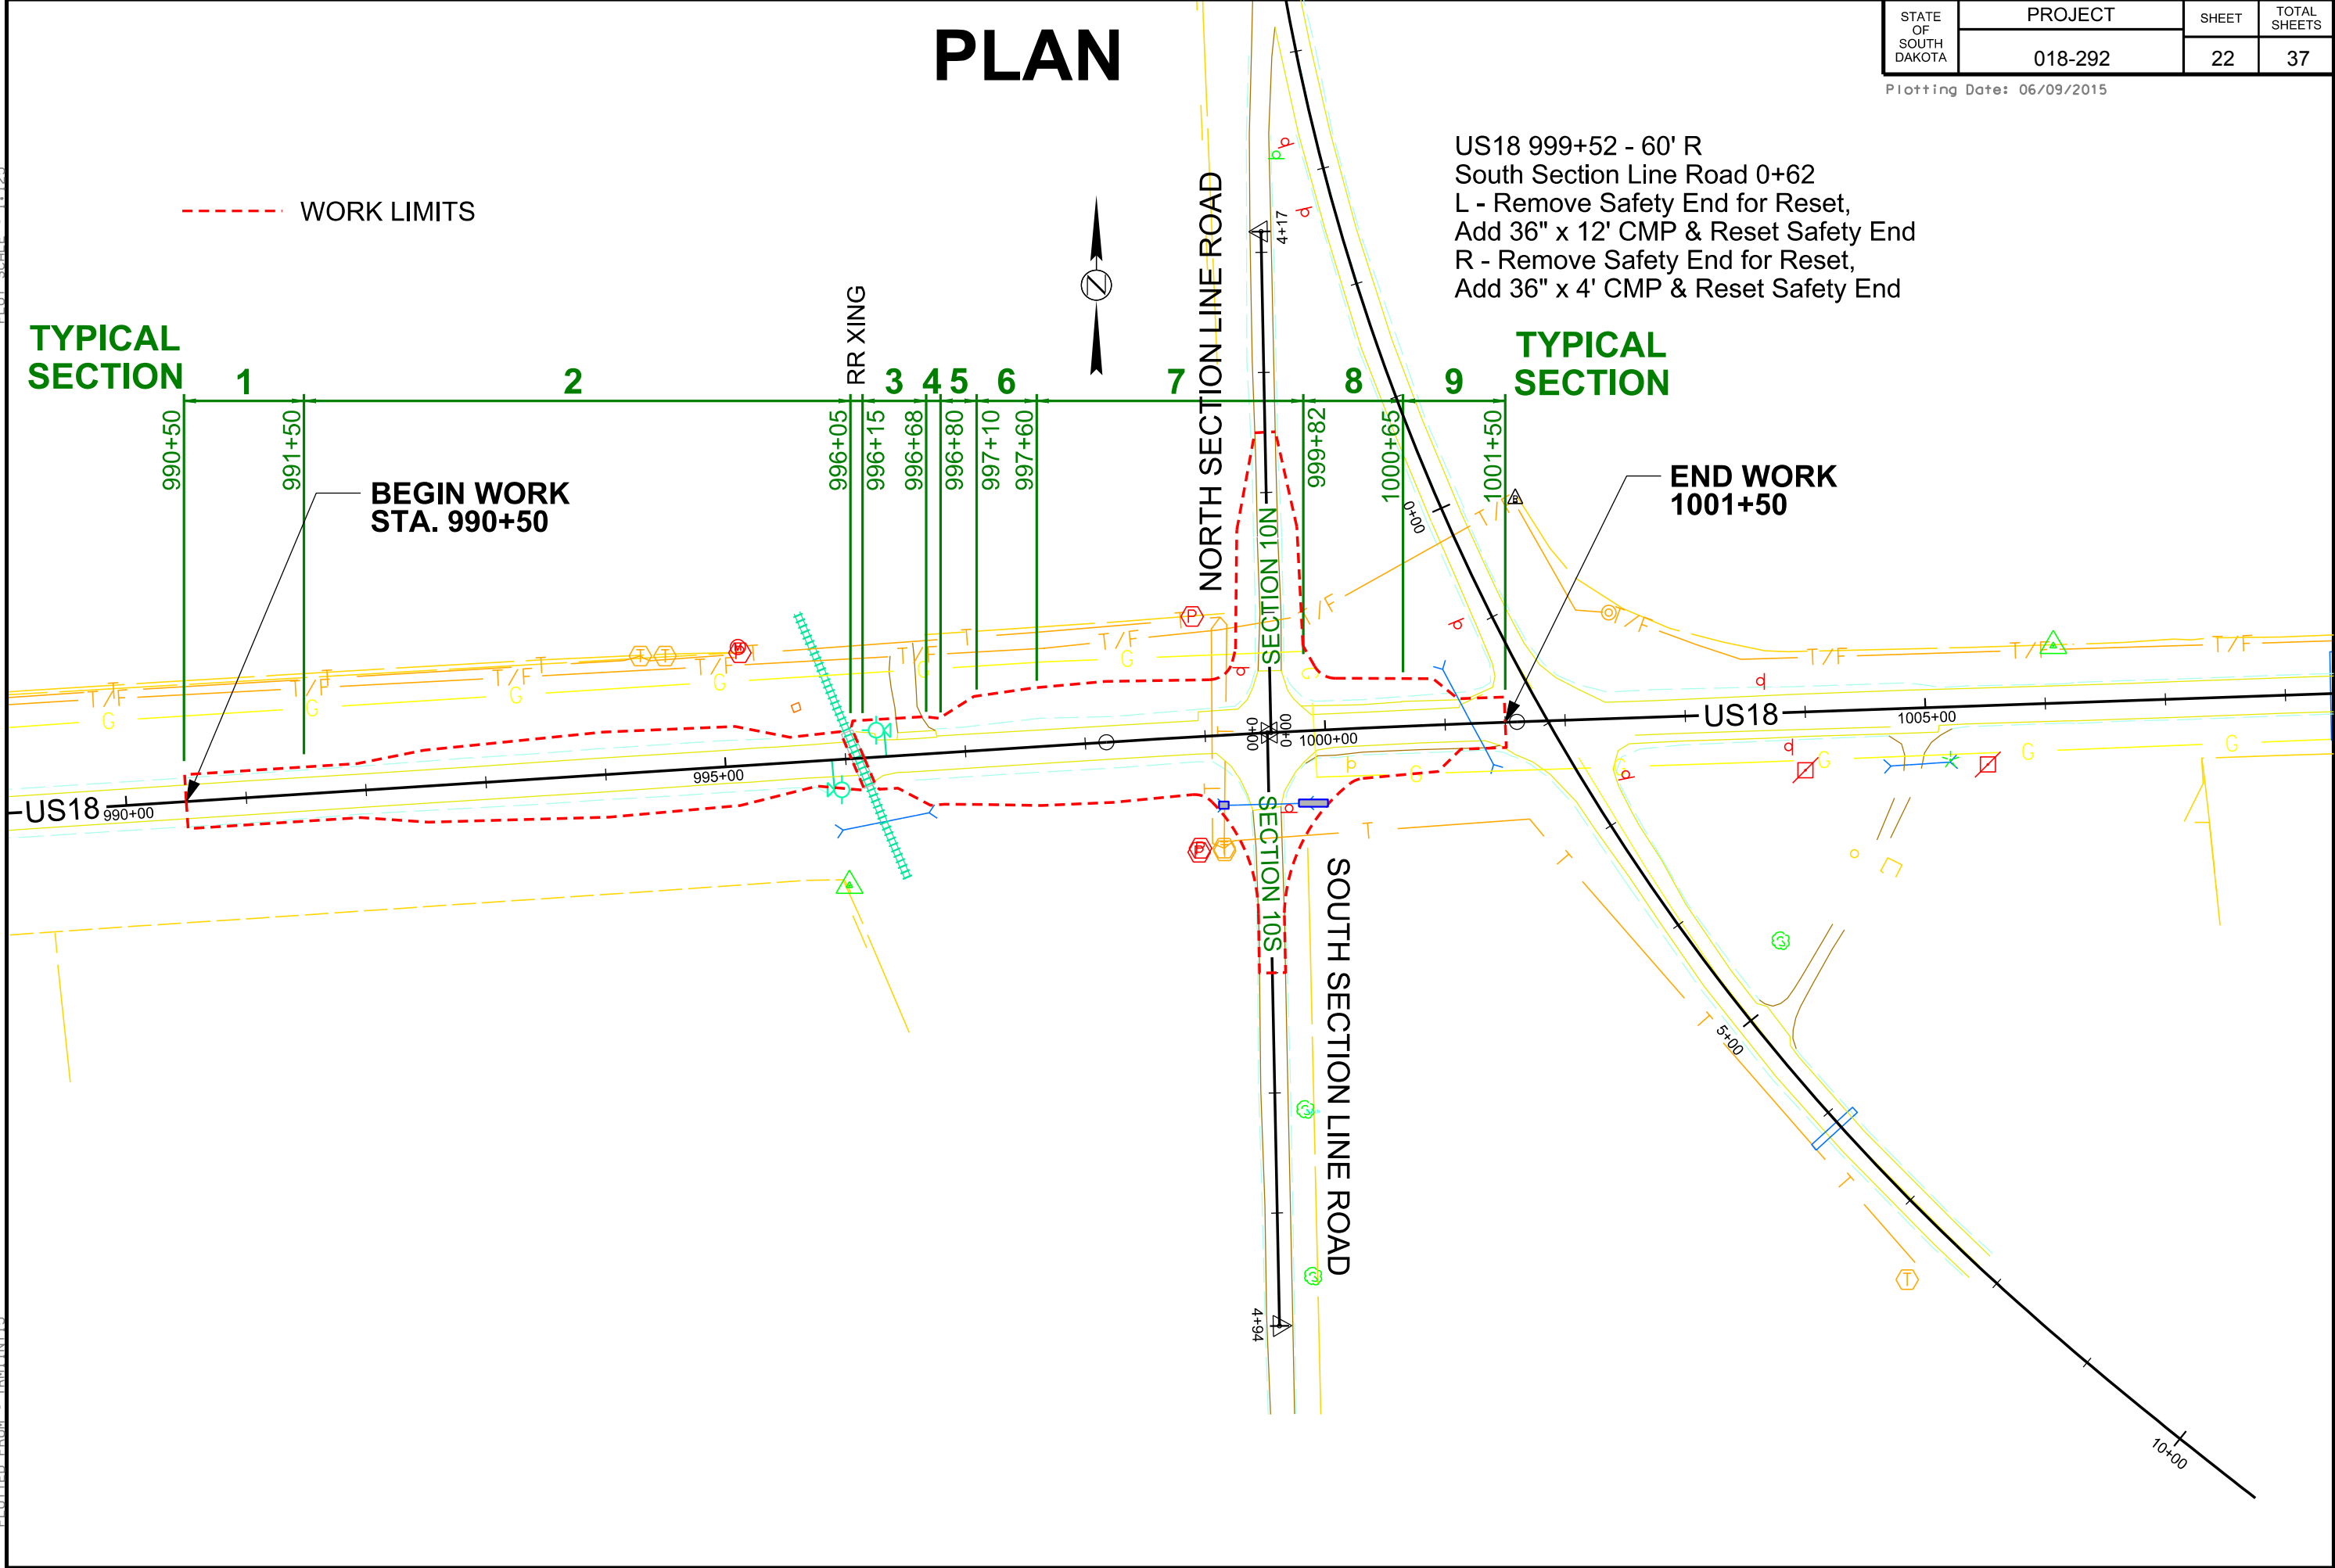 PLAN
STATE
OF
SOUTH
DAKOTA
PROJECT
SHEET
TOTAL
SHEETS
018-292
22
37
Plotting Date: 06/09/2015
US18 999+52 - 60' R
South Section Line Road 0+62
L - Remove Safety End for Reset,
Add 36" x 12' CMP & Reset Safety End
R - Remove Safety End for Reset,
Add 36" x 4' CMP & Reset Safety End
WORK LIMITS
N
NORTH SECTION LINE ROAD
4+17
RR XING
TYPICAL
SECTION
1
2
3
4
5
6
7
8
9
TYPICAL
SECTION
990+50
991+50
996+05
996+15
996+68
996+80
997+10
997+60
999+82
1000+65
1001+50
BEGIN WORK
STA. 990+50
END WORK
1001+50
0+00
SECTION 10N
T/F
T/F
T/F
T/F
T/F
T/F
T/F
T/F
T/F
T/F
T/F
T/F
T
T
T
T
T
T
P
P
G
G
G
G
G
G
G
US18
990+00
995+00
0+00
0+00
1000+00
US18
1005+00
G
G
G
G
P
T
T
T
T
T
T
SECTION 10S
SOUTH SECTION LINE ROAD
5+00
4+94
10+00